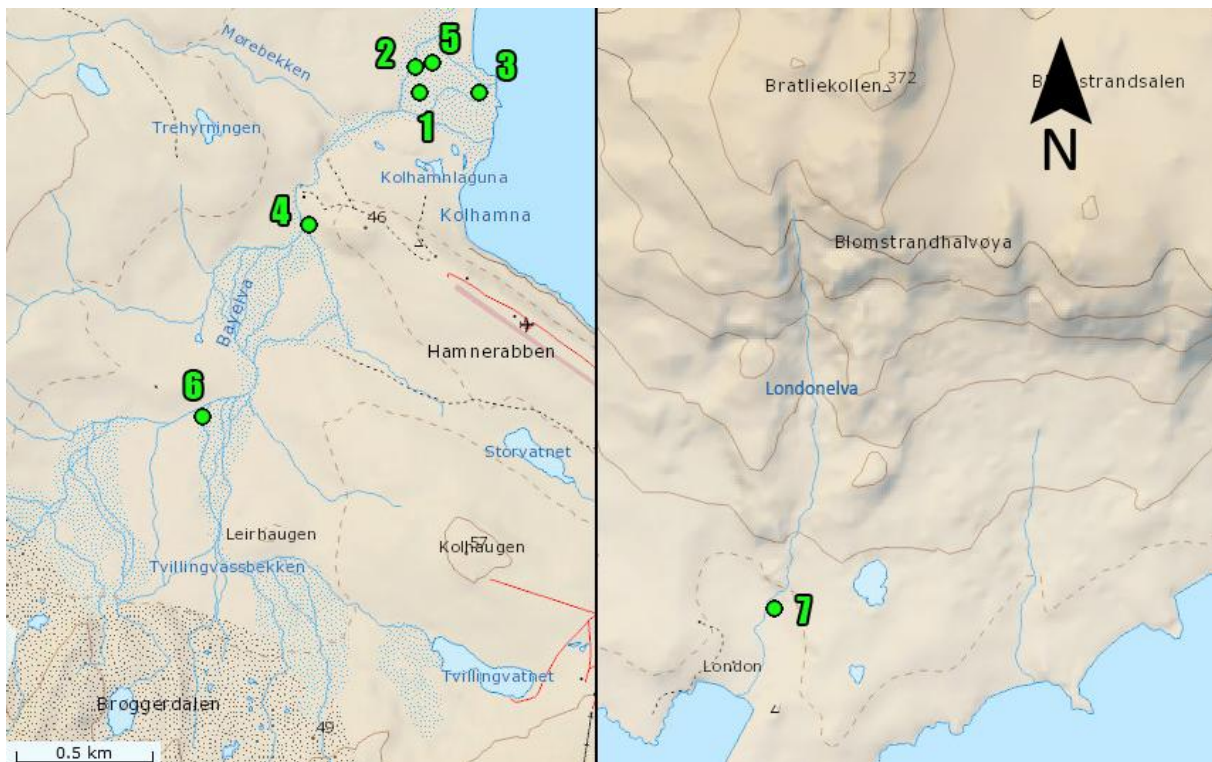 Mørebekken
2
5
3
Trehyrningen
1
Kolhamnlaguna
4
46
Kolhamna
Bayelva
Hamnerabben
6
Storvatnet
Leirhaugen
Kolhaugen
57
Tvillingvassbekken
Tvillingvatnet
Brøggerdalen
49
0.5 km
Bratliekollen
372
N
Blomstrandhalvøya
Londonelva
7
London